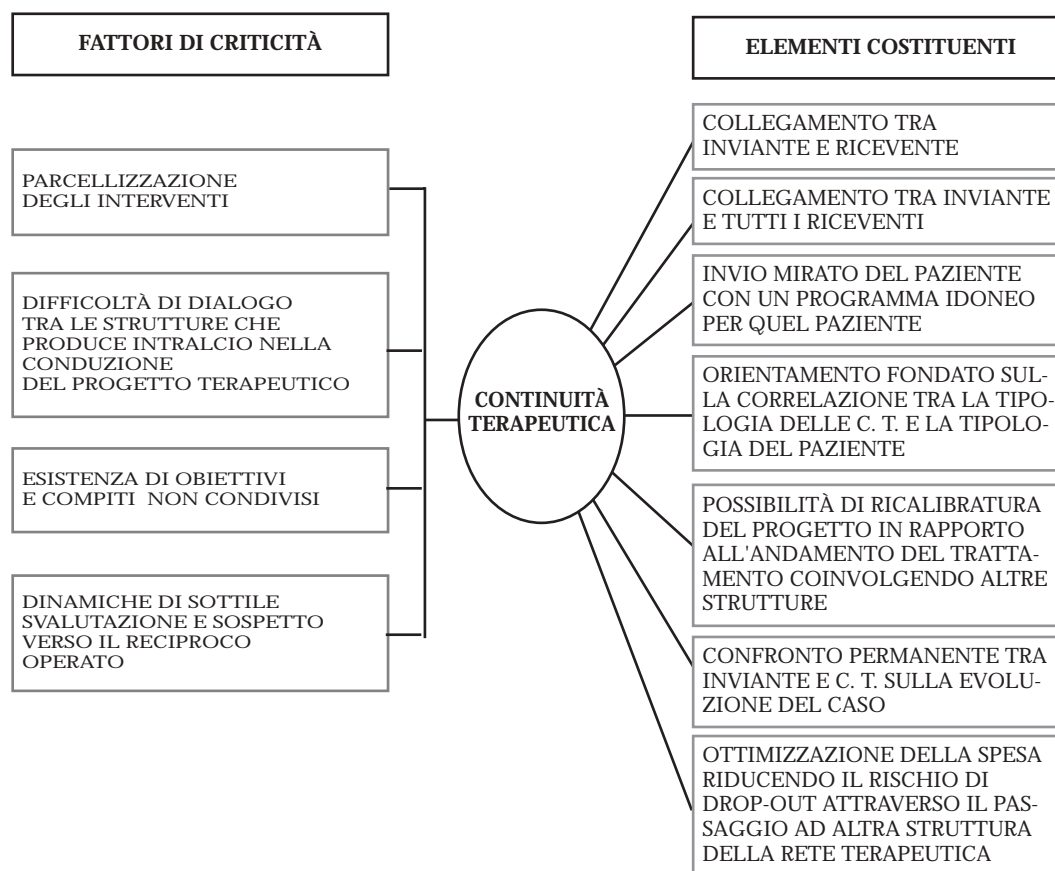 FATTORI DI CRITICITÀ
PARCELLIZZAZIONE
DEGLI INTERVENTI
DIFFICOLTÀ DI DIALOGO
TRA LE STRUTTURE CHE
PRODUCE INTRALCIO NELLA
CONDUZIONE
DEL PROGETTO TERAPEUTICO
ESISTENZA DI OBIETTIVI
E COMPITI NON CONDIVISI
DINAMICHE DI SOTTILE
SVALUTAZIONE E SOSPETTO
VERSO IL RECIPROCO
OPERATO
CONTINUITÀ
TERAPEUTICA
ELEMENTI COSTITUENTI
COLLEGAMENTO TRA
INVIANTE E RICEVENTE
COLLEGAMENTO TRA INVIANTE
E TUTTI I RICEVENTI
INVIO MIRATO DEL PAZIENTE
CON UN PROGRAMMA IDONEO
PER QUEL PAZIENTE
ORIENTAMENTO FONDATO SUL-
LA CORRELAZIONE TRA LA TIPO-
LOGIA DELLE C. T. E LA TIPOLO-
GIA DEL PAZIENTE
POSSIBILITÀ DI RICALIBRATURA
DEL PROGETTO IN RAPPORTO
ALL'ANDAMENTO DEL TRATTA-
MENTO COINVOLGENDO ALTRE
STRUTTURE
CONFRONTO PERMANENTE TRA
INVIANTE E C. T. SULLA EVOLU-
ZIONE DEL CASO
OTTIMIZZAZIONE DELLA SPESA
RIDUCENDO IL RISCHIO DI
DROP-OUT ATTRAVERSO IL PAS-
SAGGIO AD ALTRA STRUTTURA
DELLA RETE TERAPEUTICA